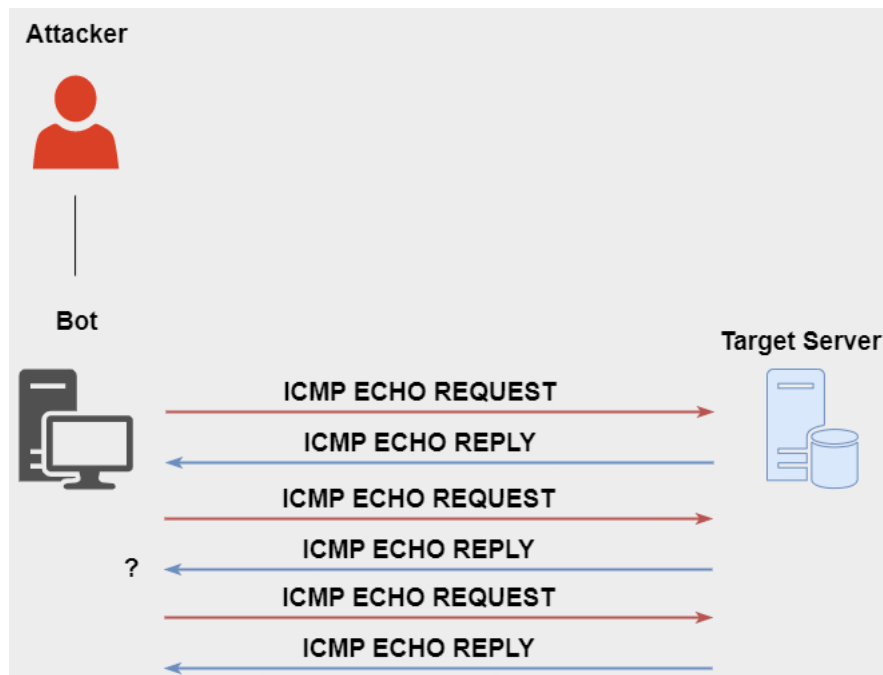 Attacker
Bot
Target Server
ICMP ECHO REQUEST
ICMP ECHO REPLY
ICMP ECHO REQUEST
ICMP ECHO REPLY
?
ICMP ECHO REQUEST
ICMP ECHO REPLY